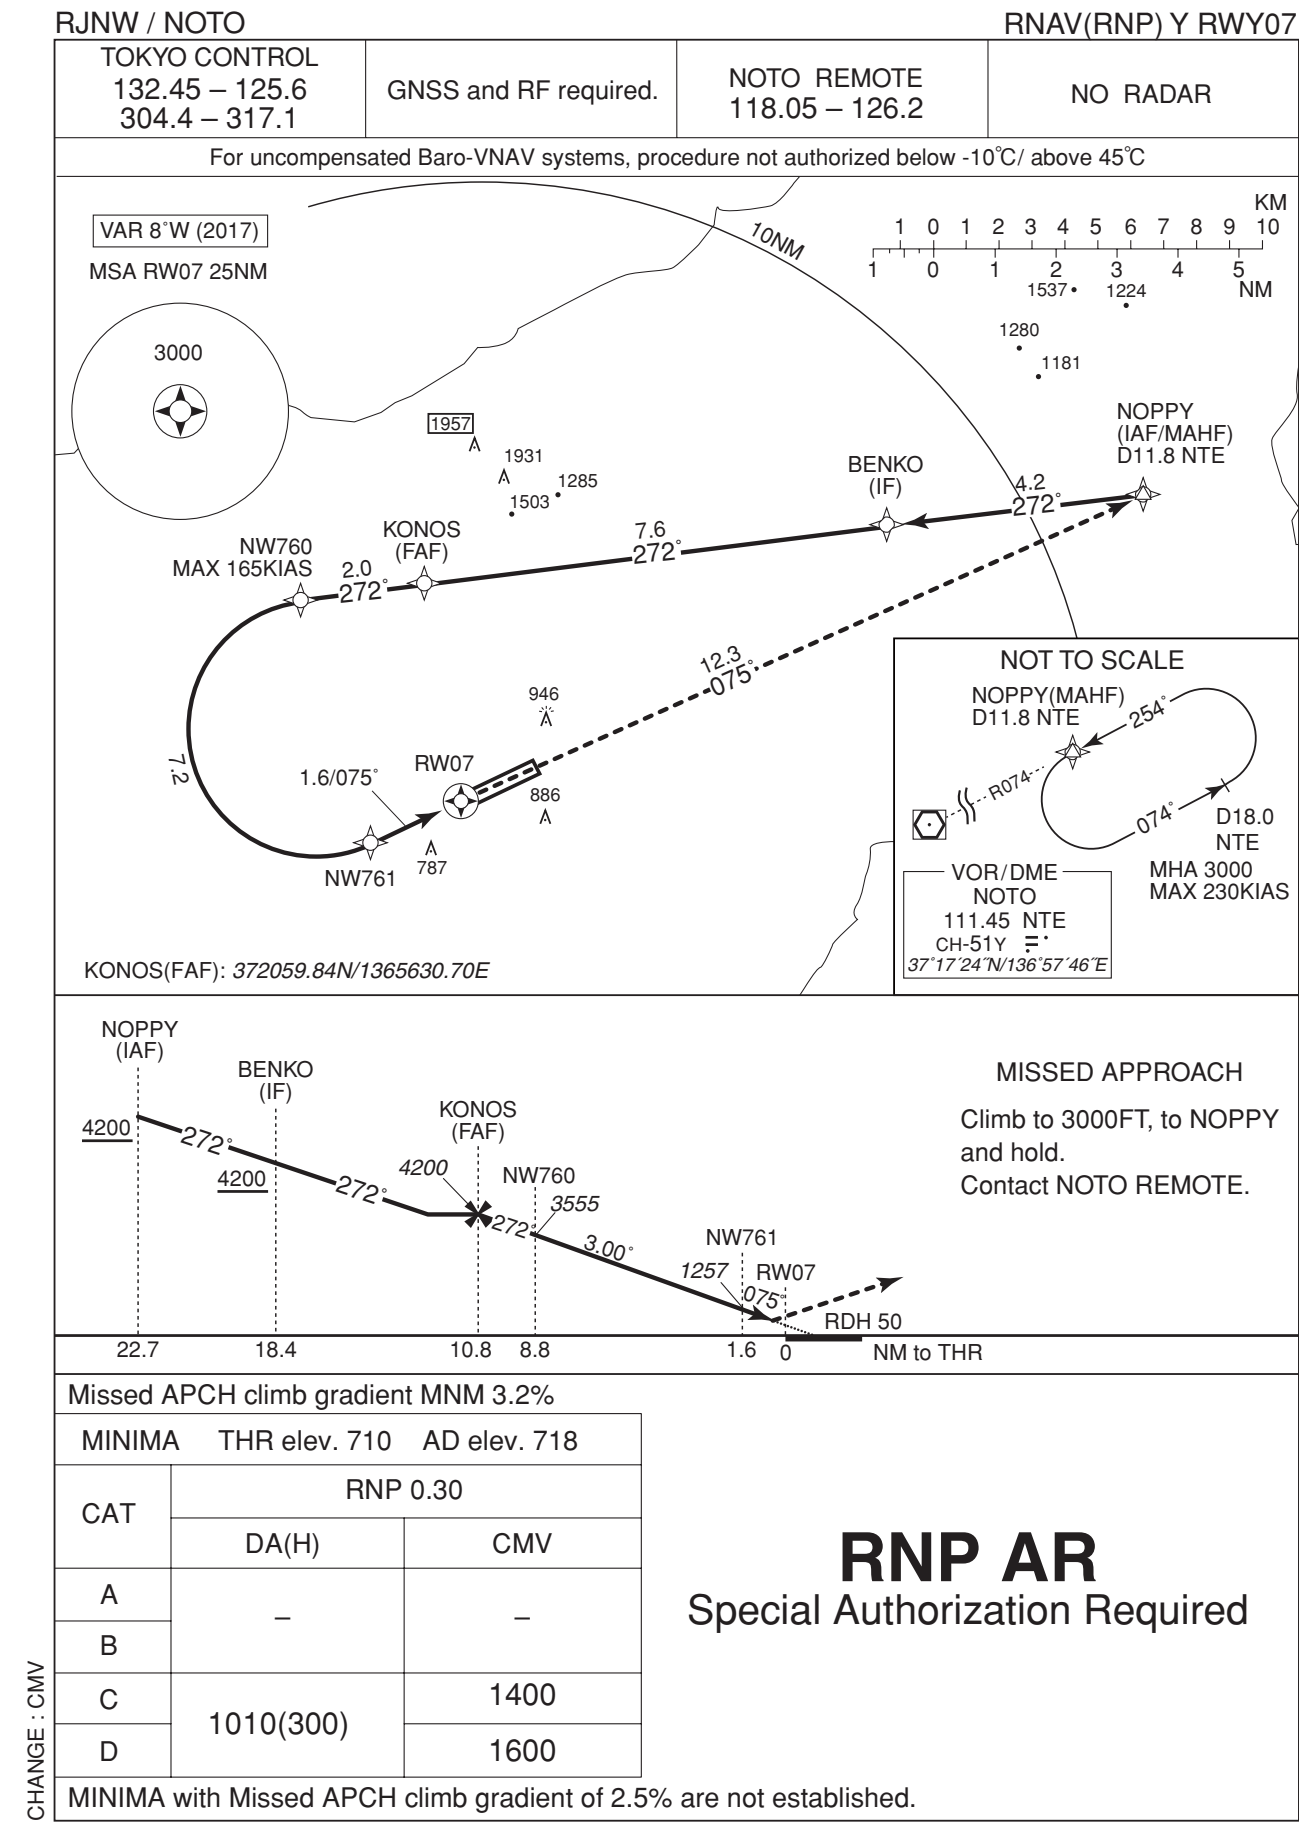 RJNW / NOTO
RNAV(RNP) Y RWY07
TOKYO CONTROL
132.45 – 125.6
304.4 – 317.1
GNSS and RF required.
NOTO REMOTE
118.05 – 126.2
NO RADAR
For uncompensated Baro-VNAV systems, procedure not authorized below -10°C/ above 45°C
VAR 8°W (2017)
MSA RW07 25NM
3000
10NM
KM
1 0 1 2 3 4 5 6 7 8 9 10
1 0 1 2 3 4 5
NM
1537
1224
1280
1181
1957
1931
1285
1503
NOPPY
(IAF/MAHF)
D11.8 NTE
BENKO
(IF)
4.2
272°
KONOS
(FAF)
7.6
272°
NW760
MAX 165KIAS
2.0
272°
12.3
075°
946
7.2
1.6/075°
RW07
886
787
NW761
NOT TO SCALE
NOPPY(MAHF)
D11.8 NTE
254°
R074
074°
D18.0
NTE
MHA 3000
MAX 230KIAS
VOR/DME
NOTO
111.45 NTE
CH-51Y
37°17´24˝N/136°57´46˝E
KONOS(FAF): 372059.84N/1365630.70E
NOPPY
(IAF)
BENKO
(IF)
KONOS
(FAF)
4200
272°
4200
272°
4200
NW760
272°
3555
3.00°
NW761
1257
RW07
075°
RDH 50
22.7 18.4 10.8 8.8 1.6 0 NM to THR
MISSED APPROACH
Climb to 3000FT, to NOPPY
and hold.
Contact NOTO REMOTE.
Missed APCH climb gradient MNM 3.2%
MINIMA THR elev. 710 AD elev. 718
CAT
RNP 0.30
DA(H) CMV
A
B
– –
C
D
1010(300)
1400
1600
MINIMA with Missed APCH climb gradient of 2.5% are not established.
RNP AR
Special Authorization Required
CHANGE : CMV